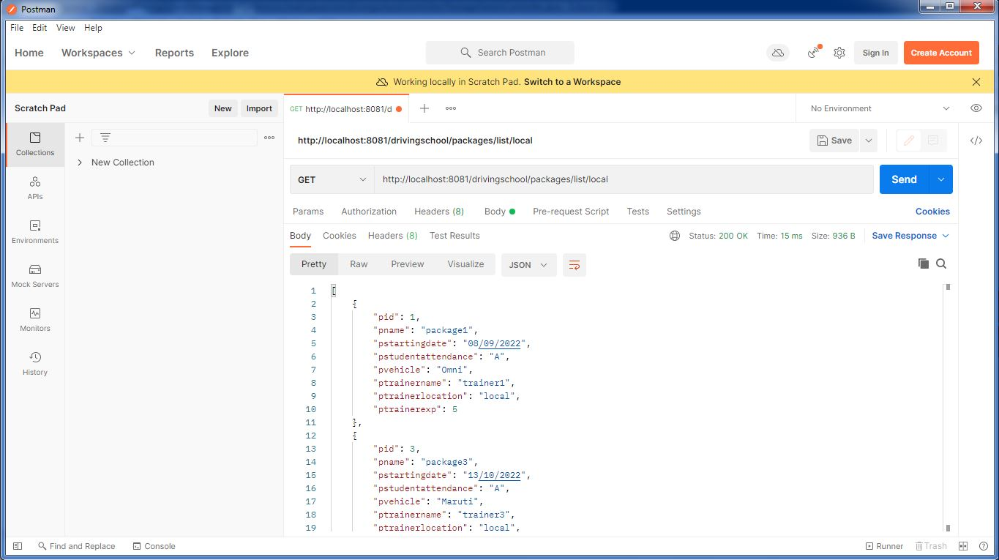 Postman
File Edit View Help
Home Workspaces Reports Explore Search Postman Sign In Create Account
Working locally in Scratch Pad. Switch to a Workspace
Scratch Pad New Import GET http://localhost:8081/d No Environment
http://localhost:8081/drivingschool/packages/list/local Save
Collections
New Collection
GET http://localhost:8081/drivingschool/packages/list/local Send
APIs
Params Authorization Headers (8) Body Pre-request Script Tests Settings Cookies
Environments
Body Cookies Headers (8) Test Results Status: 200 OK Time: 15 ms Size: 936 B Save Response
Pretty Raw Preview Visualize JSON
Mock Servers
Monitors
History
1 [
2 {
3 "pid": 1,
4 "pname": "package1",
5 "pstartingdate": "08/09/2022",
6 "pstudentattendance": "A",
7 "pvehicle": "Omni",
8 "ptrainername": "trainer1",
9 "ptrainerlocation": "local",
10 "ptrainerexp": 5
11 },
12 {
13 "pid": 3,
14 "pname": "package3",
15 "pstartingdate": "13/10/2022",
16 "pstudentattendance": "A",
17 "pvehicle": "Maruti",
18 "ptrainername": "trainer3",
19 "ptrainerlocation": "local",
Find and Replace Console Runner Trash